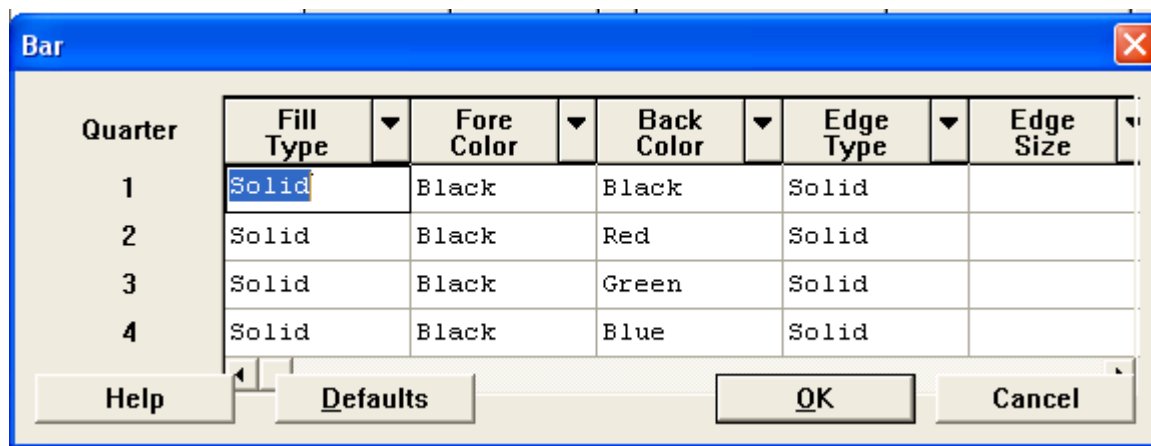 Bar
Quarter Fill Type Fore Color Back Color Edge Type Edge Size
1 Solid Black Black Solid
2 Solid Black Red Solid
3 Solid Black Green Solid
4 Solid Black Blue Solid
Help Defaults OK Cancel